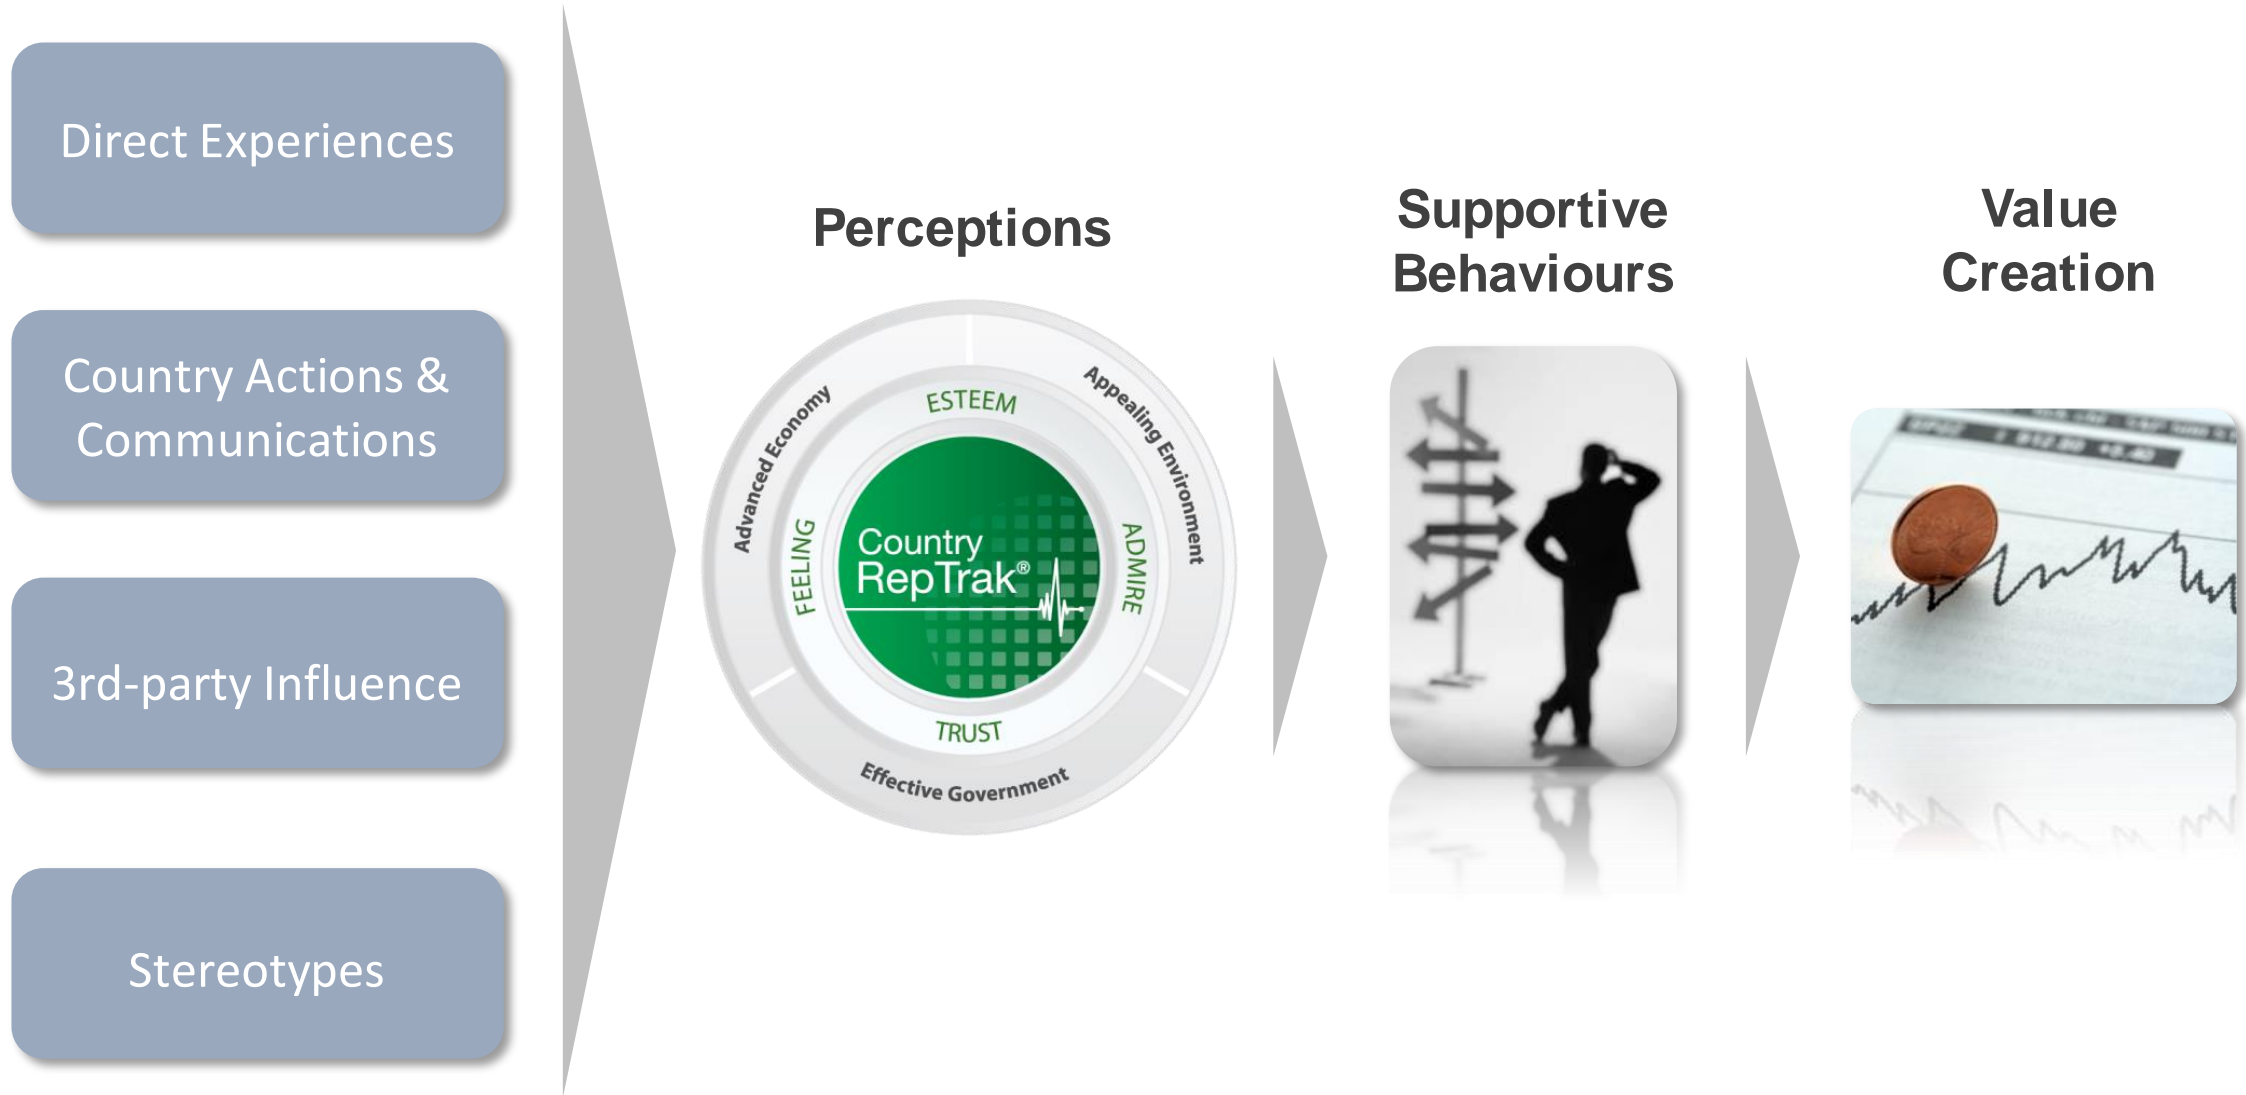 Direct Experiences
Country Actions &
Communications
3rd-party Influence
Stereotypes
Perceptions
Advanced Economy
Appealing Environment
Effective Government
ESTEEM
FEELING
ADMIRE
TRUST
Country
RepTrak®
Supportive
Behaviours
Value
Creation